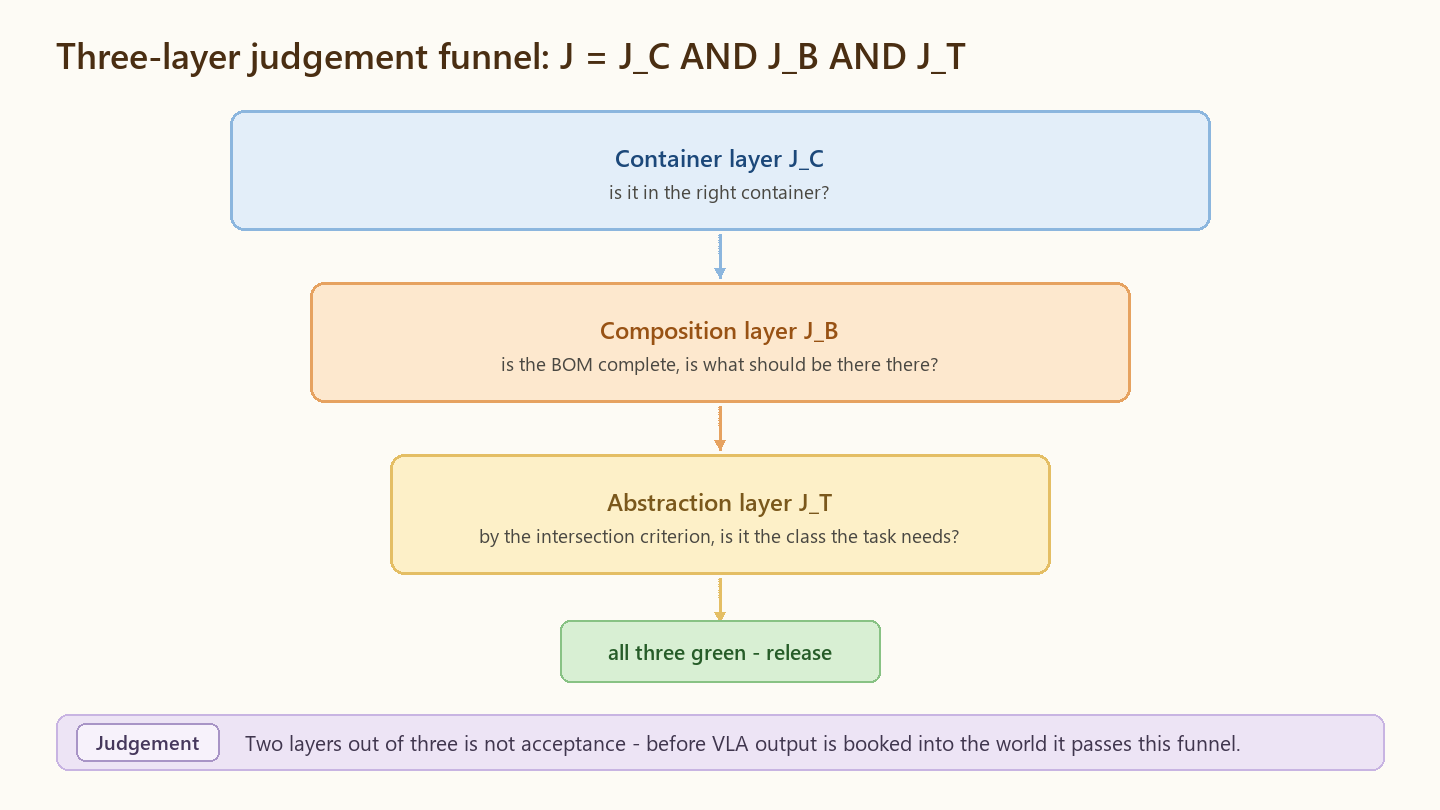 Three-layer judgement funnel: J = J_C AND J_B AND J_T
Container layer J_C
is it in the right container?
Composition layer J_B
is the BOM complete, is what should be there there?
Abstraction layer J_T
by the intersection criterion, is it the class the task needs?
all three green - release
Judgement
Two layers out of three is not acceptance - before VLA output is booked into the world it passes this funnel.